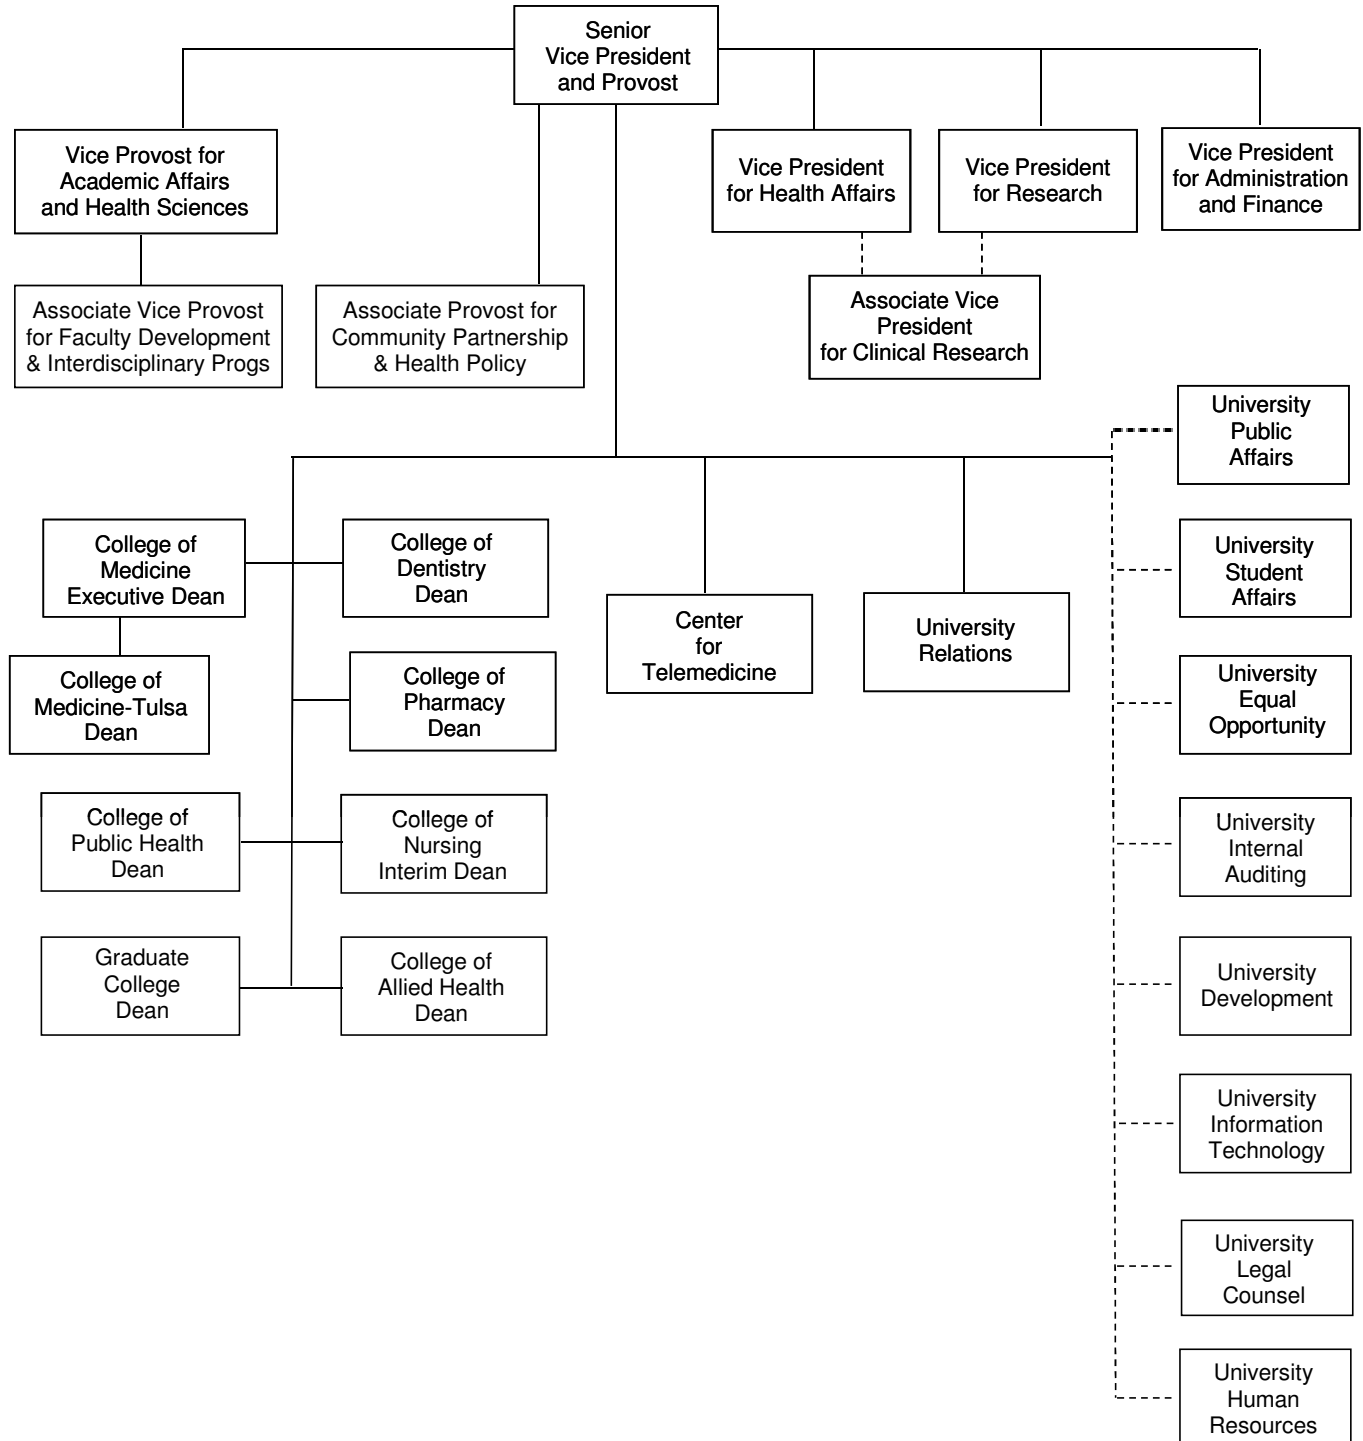 Senior
Vice President
and Provost
Vice Provost for
Academic Affairs
and Health Sciences
Vice President
for Health Affairs
Vice President
for Research
Vice President
for Administration
and Finance
Associate Vice Provost
for Faculty Development
& Interdisciplinary Progs
Associate Provost for
Community Partnership
& Health Policy
Associate Vice
President
for Clinical Research
University
Public
Affairs
College of
Medicine
Executive Dean
College of
Dentistry
Dean
University
Student
Affairs
Center
for
Telemedicine
University
Relations
College of
Medicine-Tulsa
Dean
College of
Pharmacy
Dean
University
Equal
Opportunity
College of
Public Health
Dean
College of
Nursing
Interim Dean
University
Internal
Auditing
Graduate
College
Dean
College of
Allied Health
Dean
University
Development
University
Information
Technology
University
Legal
Counsel
University
Human
Resources